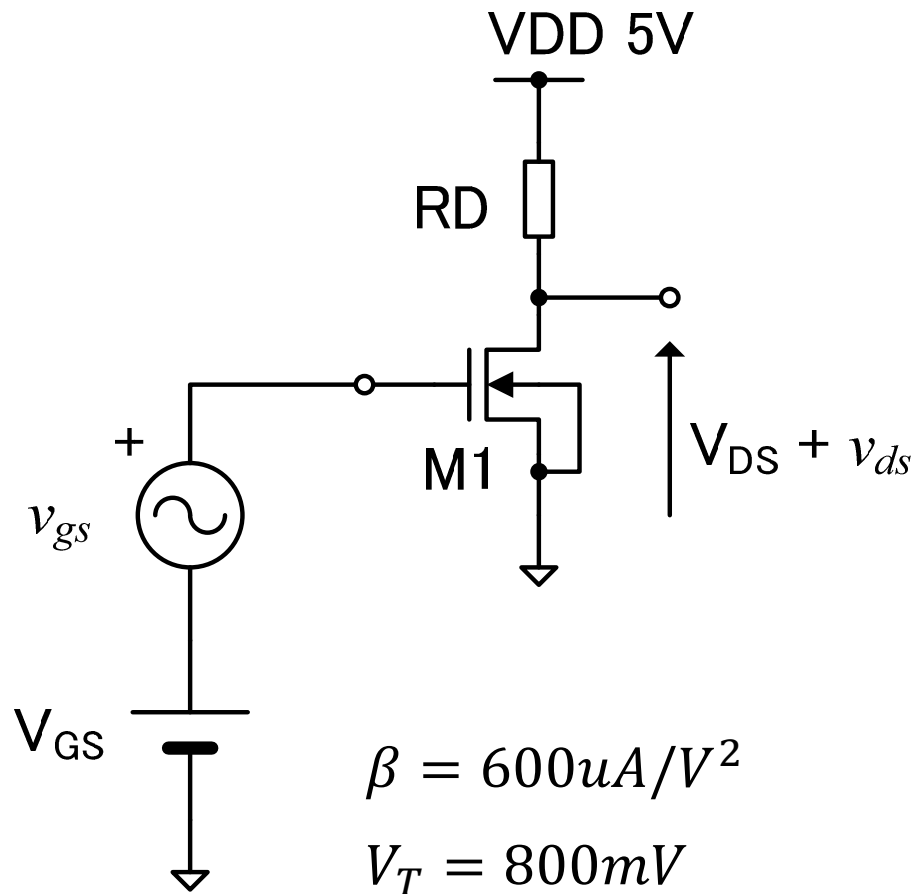 VDD 5V
RD
M1
+
v_gs
V_DS + v_ds
V_GS
β = 600uA/V²
V_T = 800mV